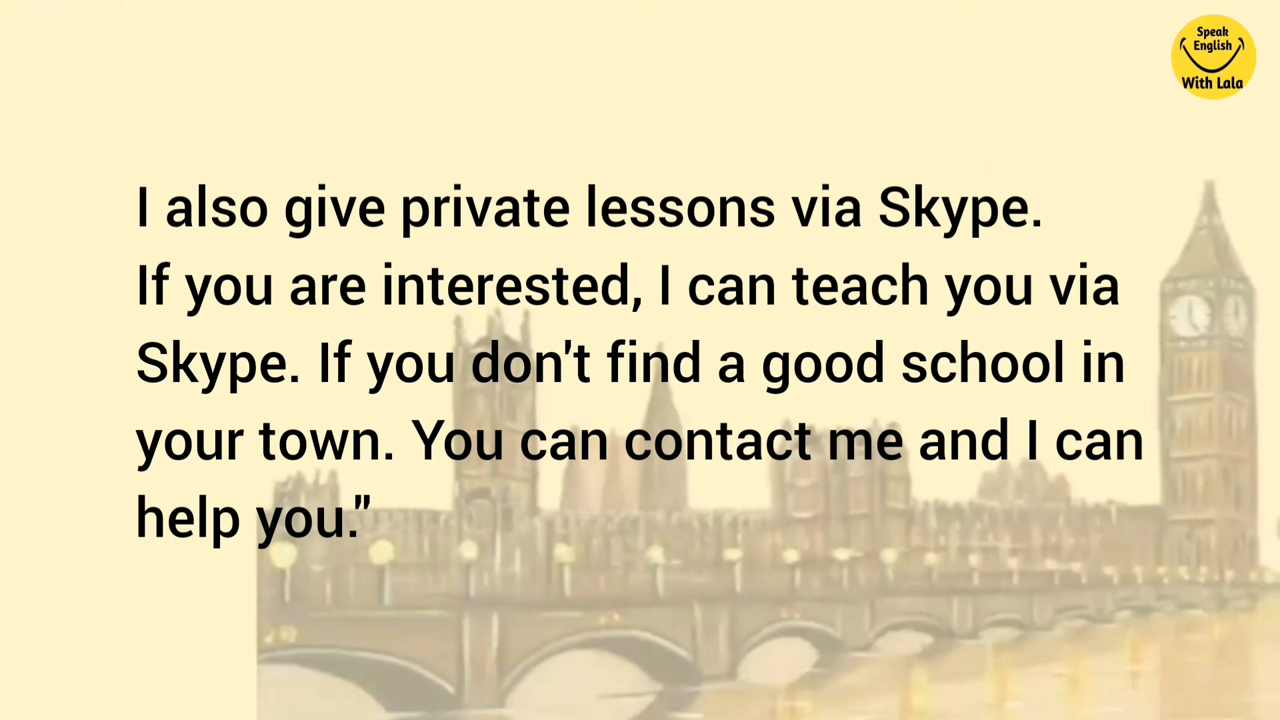 Speak
English
With Lala
I also give private lessons via Skype.
If you are interested, I can teach you via
Skype. If you don't find a good school in
your town. You can contact me and I can
help you."